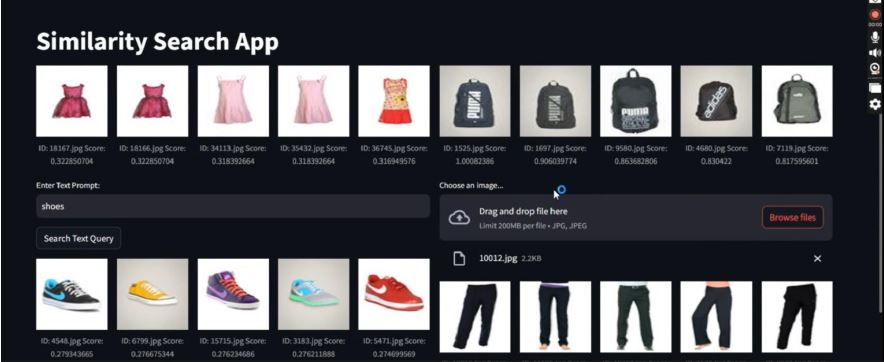 Similarity Search App
00:00
PUMA
PUMA
PUMA
adidas
ID: 18167.jpg Score:
0.322850704
ID: 18166.jpg Score:
0.322850704
ID: 34113.jpg Score:
0.318392664
ID: 35432.jpg Score:
0.318392664
ID: 36745.jpg Score:
0.316949576
ID: 1525.jpg Score:
1.00082386
ID: 1697.jpg Score:
0.906039774
ID: 9580.jpg Score:
0.863682806
ID: 4680.jpg Score:
0.830422
ID: 7119.jpg Score:
0.817595601
Enter Text Prompt:
shoes
Search Text Query
Choose an image...
Drag and drop file here
Limit 200MB per file • JPG, JPEG
Browse files
10012.jpg 2.2KB
ID: 4548.jpg Score:
0.279343665
ID: 6799.jpg Score:
0.276675344
ID: 15715.jpg Score:
0.276234686
ID: 3183.jpg Score:
0.276211888
ID: 5471.jpg Score:
0.274699569